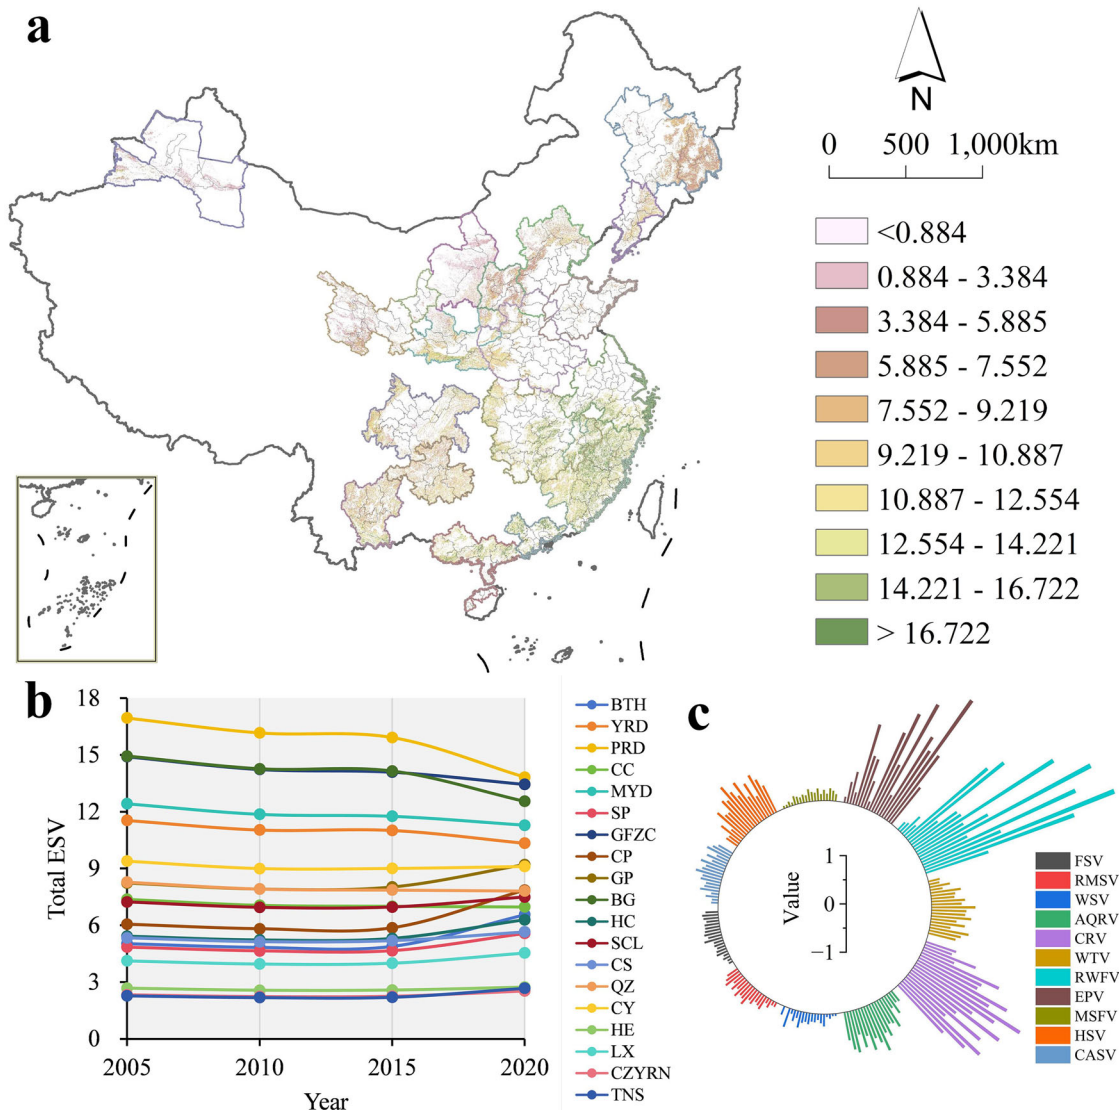 a
N
0 500 1,000km
<0.884
0.884 - 3.384
3.384 - 5.885
5.885 - 7.552
7.552 - 9.219
9.219 - 10.887
10.887 - 12.554
12.554 - 14.221
14.221 - 16.722
> 16.722
b
Total ESV
18
15
12
9
6
3
0
2005 2010 2015 2020
Year
BTH
YRD
PRD
CC
MYD
SP
GFZC
CP
GP
BG
HC
SCL
CS
QZ
CY
HE
LX
CZYRN
TNS
c
Value
1
0
−1
FSV
RMSV
WSV
AQRV
CRV
WTV
RWFV
EPV
MSFV
HSV
CASV